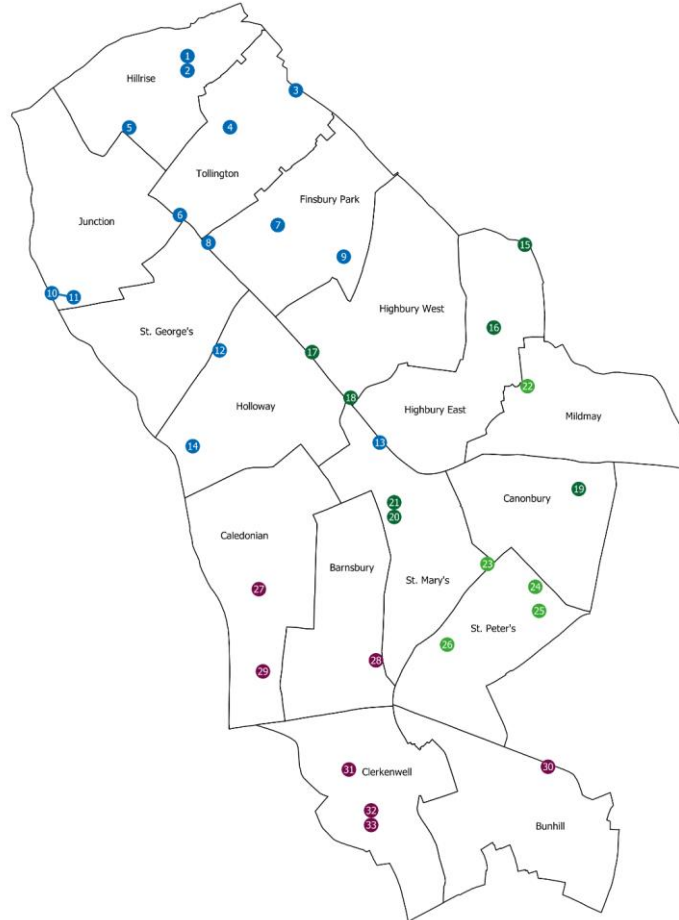 1
Hillrise
2
3
5
4
Tollington
Finsbury Park
6
Junction
7
8
15
9
10
11
Highbury West
St. George's
16
12
17
22
18
Holloway
Highbury East
Mildmay
13
14
19
21
Canonbury
20
Caledonian
23
Barnsbury
St. Mary's
24
27
25
St. Peter's
26
28
29
30
31
Clerkenwell
32
33
Bunhill